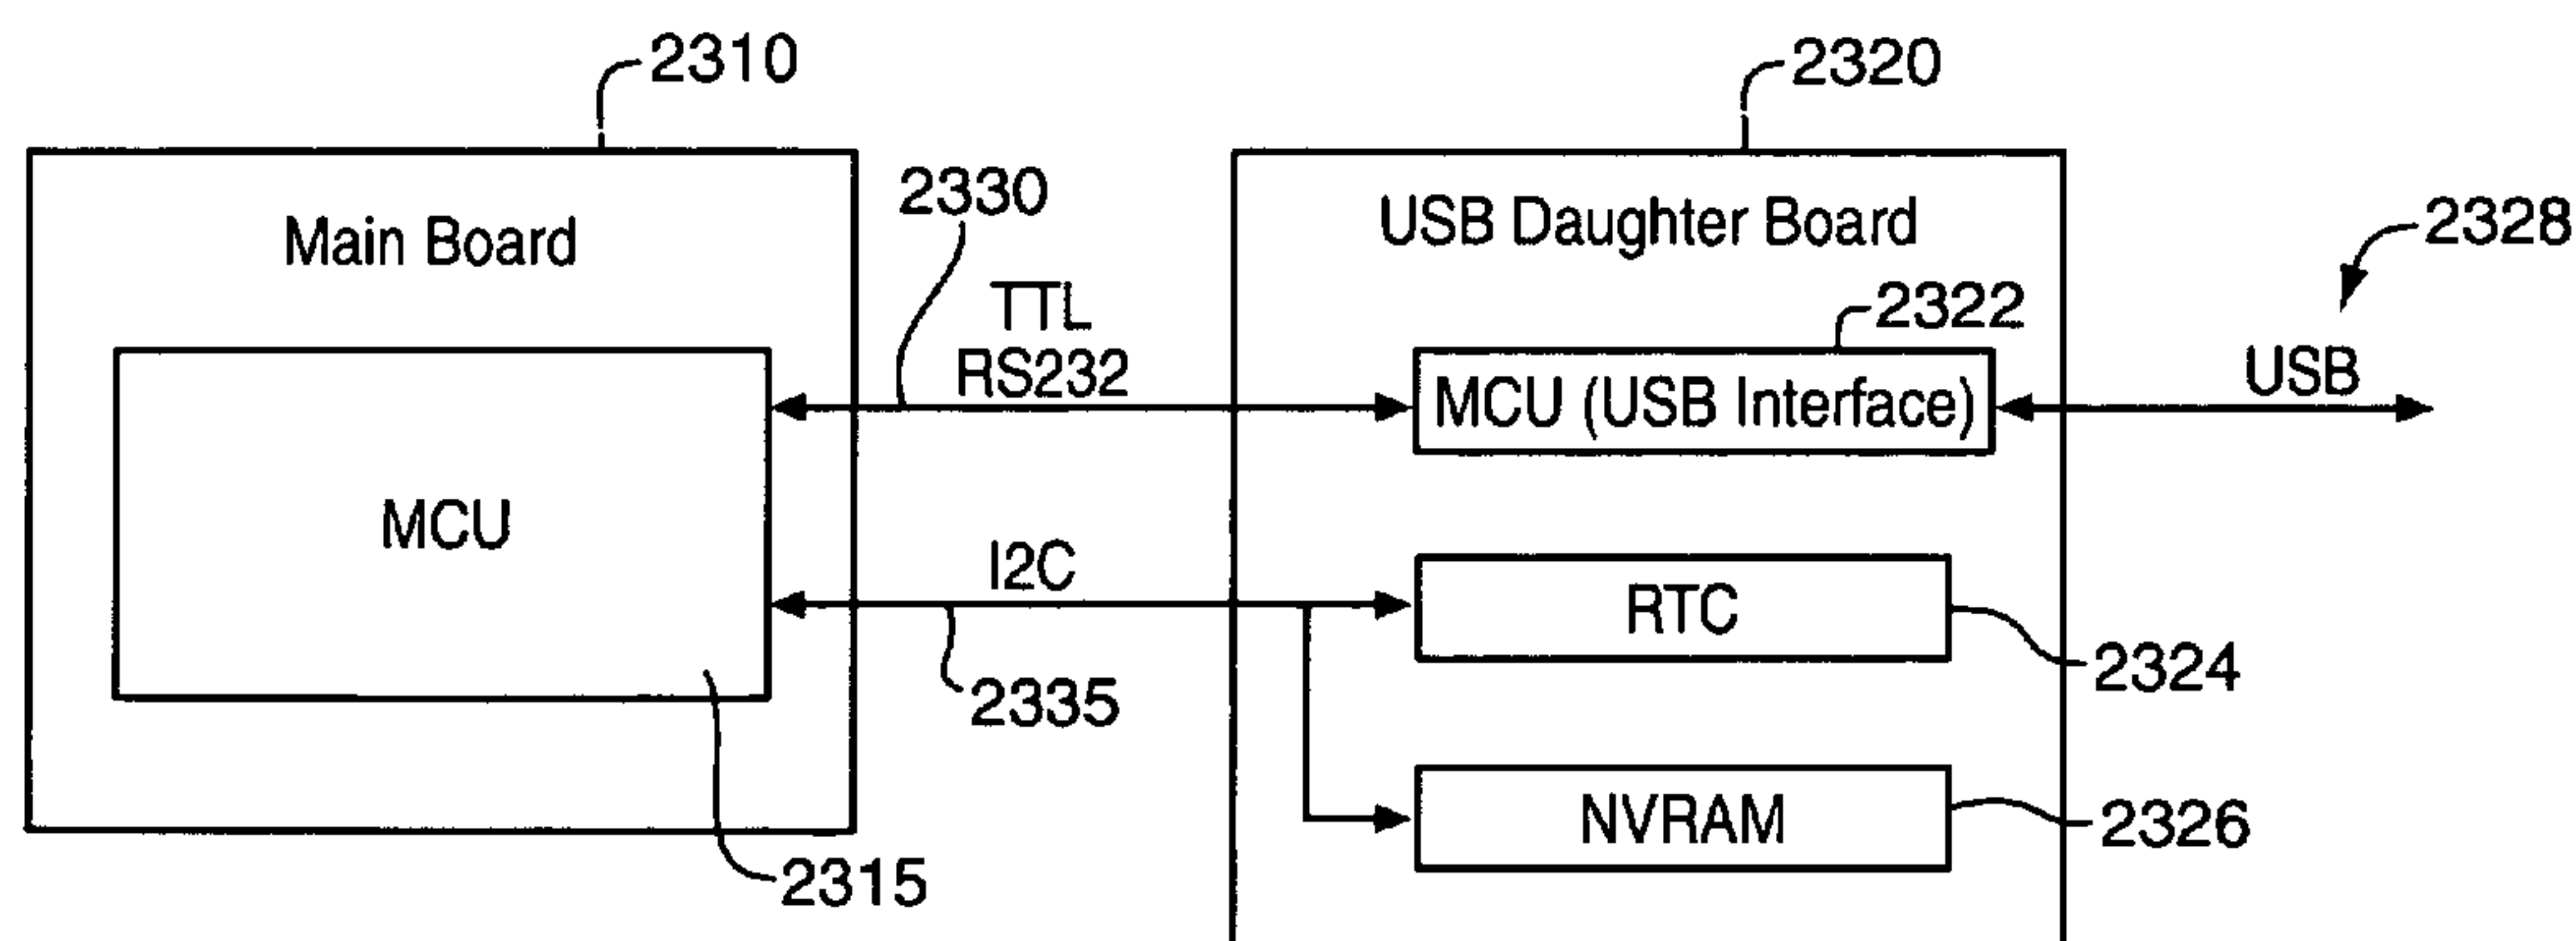 2310
2320
2330
2328
Main Board
USB Daughter Board
TTL
RS232
2322
MCU (USB Interface)
USB
MCU
I2C
RTC
2335
2324
NVRAM
2326
2315